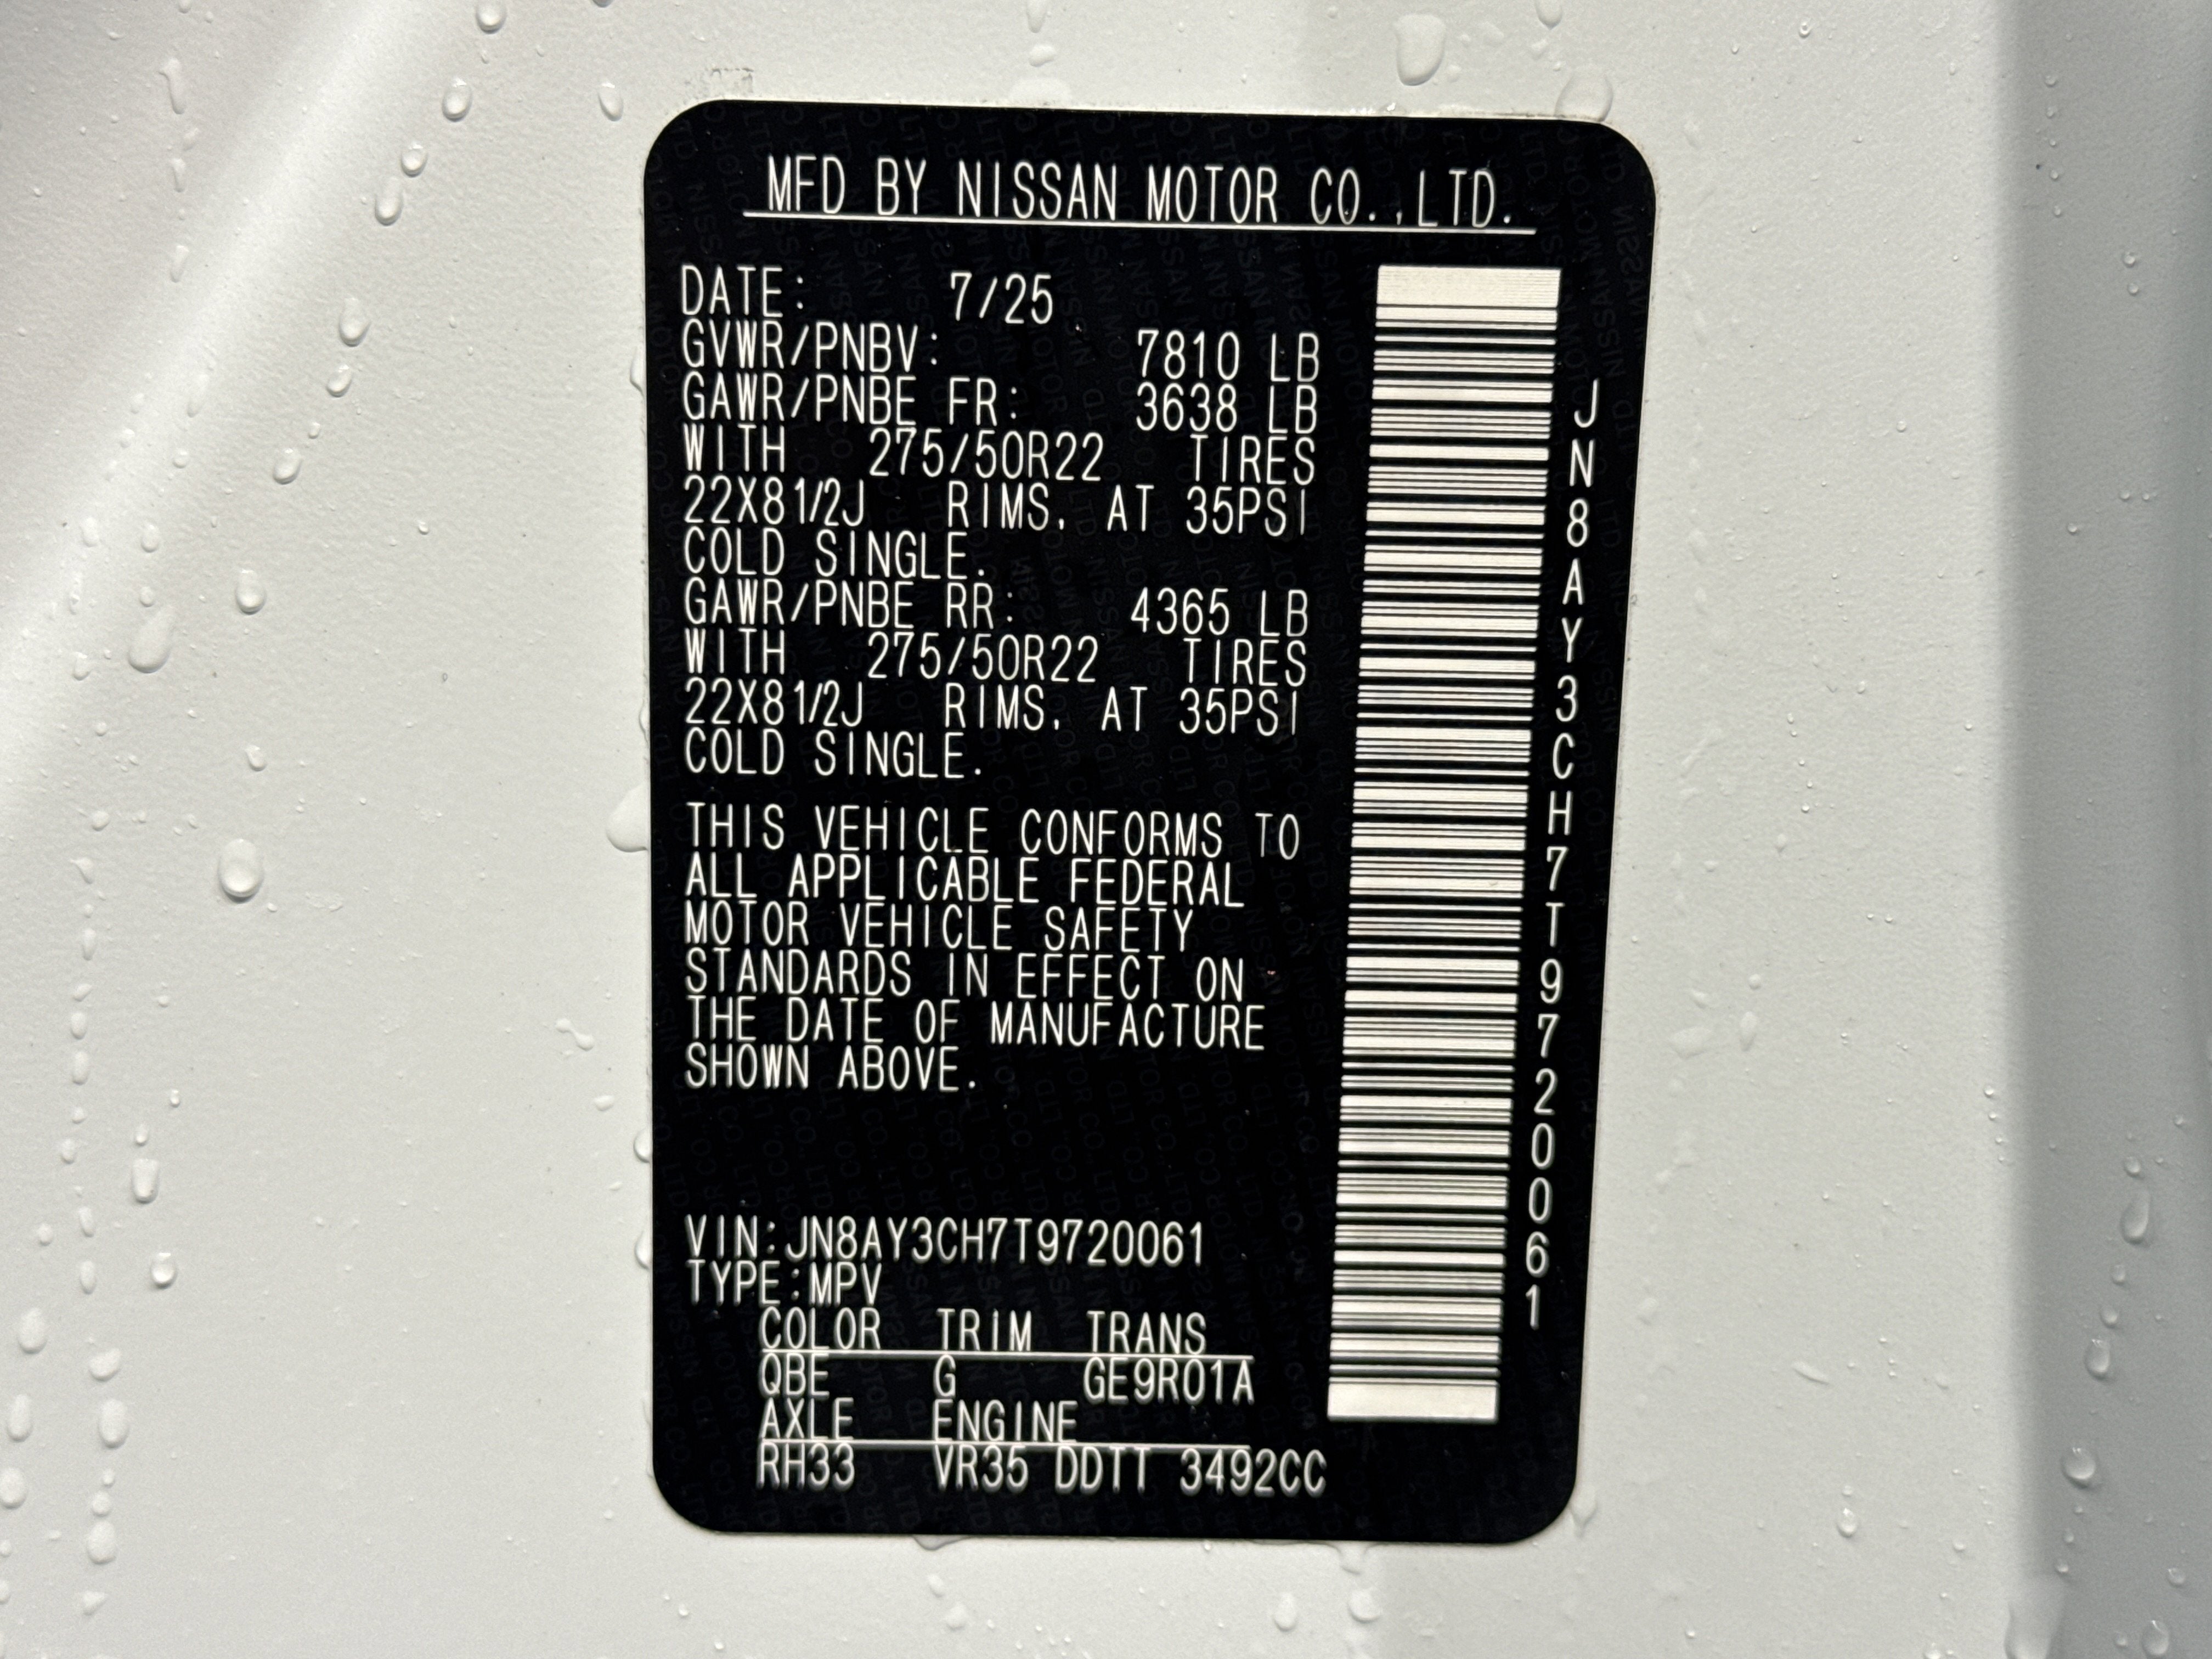 MFD BY NISSAN MOTOR CO.,LTD.
DATE: 7/25
GVWR/PNBV: 7810 LB
GAWR/PNBE FR: 3638 LB
WITH 275/50R22 TIRES
22X81/2J RIMS. AT 35PSI
COLD SINGLE.
GAWR/PNBE RR: 4365 LB
WITH 275/50R22 TIRES
22X81/2J RIMS. AT 35PSI
COLD SINGLE.
THIS VEHICLE CONFORMS TO
ALL APPLICABLE FEDERAL
MOTOR VEHICLE SAFETY
STANDARDS IN EFFECT ON
THE DATE OF MANUFACTURE
SHOWN ABOVE.
VIN:JN8AY3CH7T9720061
TYPE:MPV
COLOR TRIM TRANS
QBE G GE9R01A
AXLE ENGINE
RH33 VR35 DDTT 3492CC
JN8AY3CH7T9720061